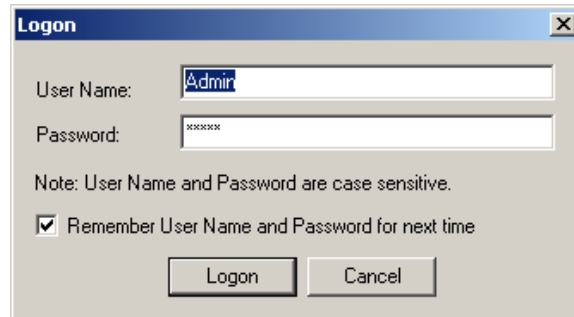 Logon
User Name: Admin
Password: *****
Note: User Name and Password are case sensitive.
Remember User Name and Password for next time
Logon Cancel